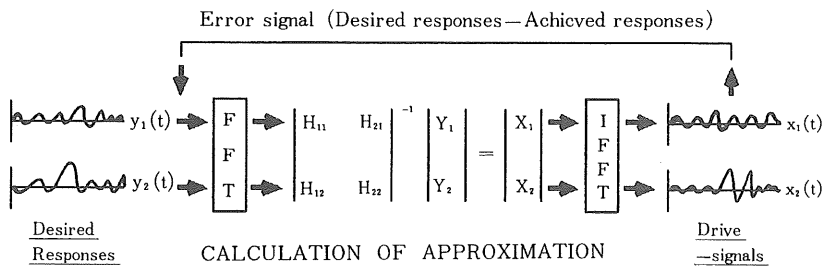 Error signal (Desired responses—Achicved responses)
y₁(t) F F T H₁₁ H₂₁ ⁻¹ Y₁ = X₁ I F F T x₁(t)
y₂(t) H₁₂ H₂₂ Y₂ X₂ x₂(t)
Desired
Responses
CALCULATION OF APPROXIMATION
Drive
—signals